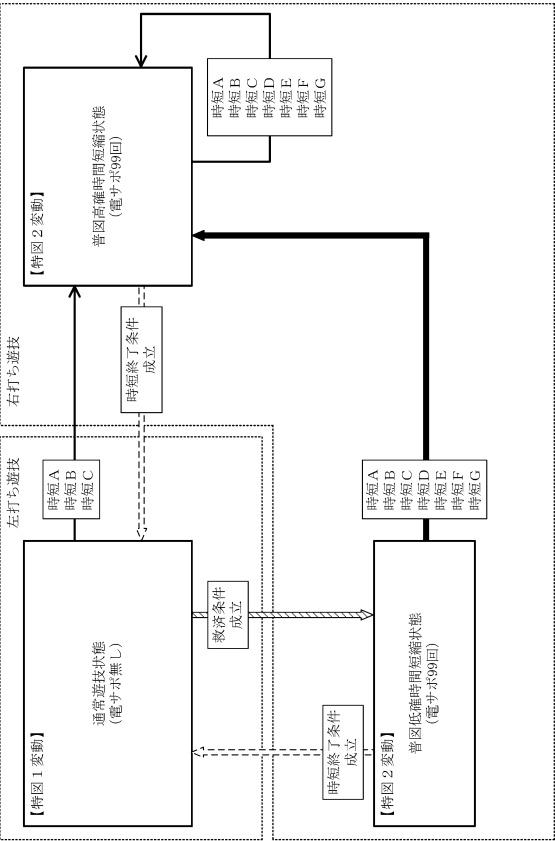 左打ち遊技
右打ち遊技
【特図1変動】
通常遊技状態
(電サポ無し)
時短A
時短B
時短C
時短終了条件
成立
【特図2変動】
普図高確時間短縮状態
(電サポ99回)
時短A
時短B
時短C
時短D
時短E
時短F
時短G
時短終了条件
成立
救済条件
成立
【特図2変動】
普図低確時間短縮状態
(電サポ99回)
時短A
時短B
時短C
時短D
時短E
時短F
時短G